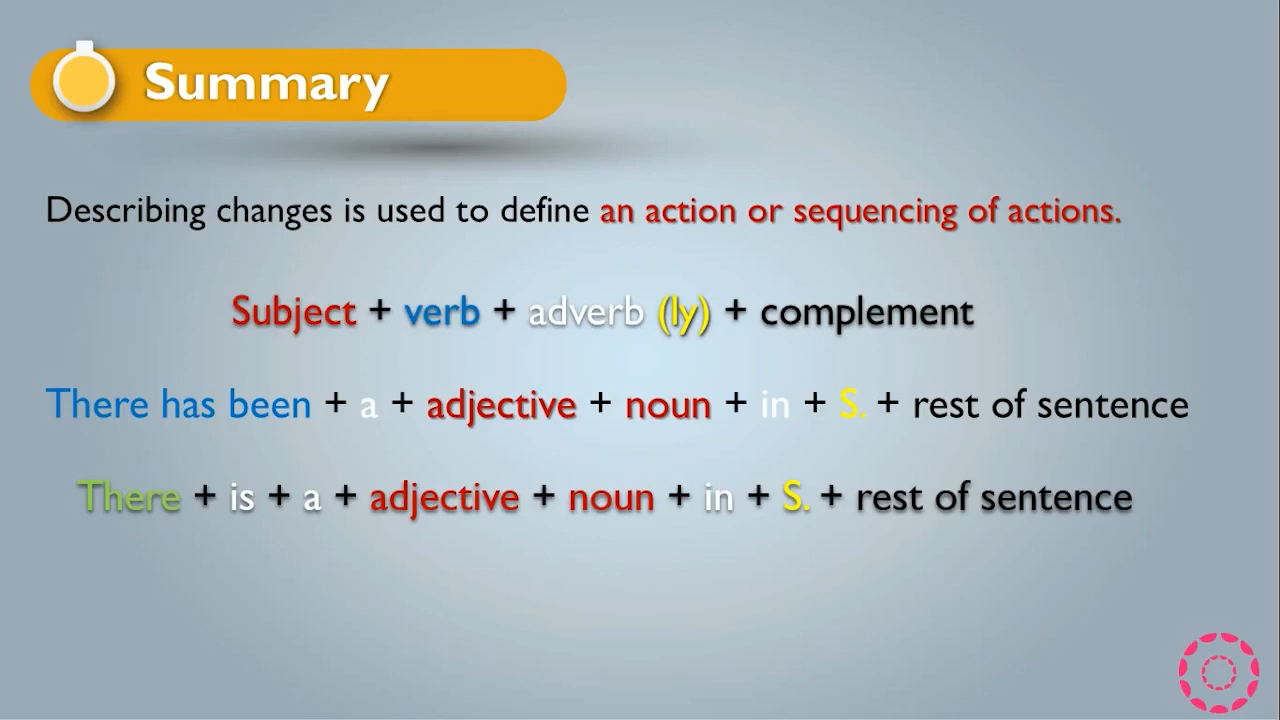 Summary
Describing changes is used to define an action or sequencing of actions.
Subject + verb + adverb (ly) + complement
There has been + a + adjective + noun + in + S. + rest of sentence
There + is + a + adjective + noun + in + S. + rest of sentence